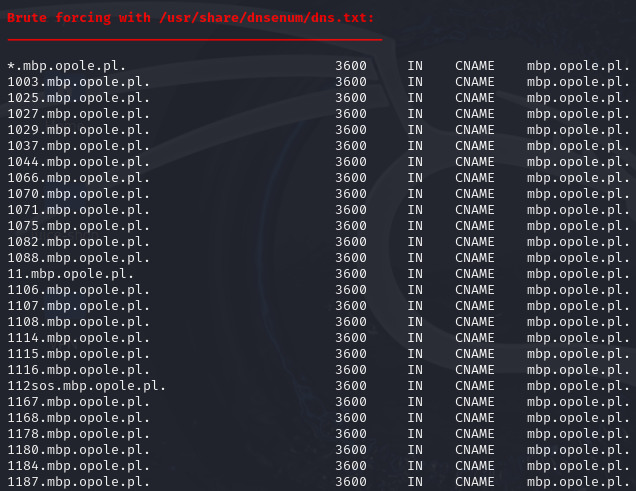 Brute forcing with /usr/share/dnsenum/dns.txt:
*.mbp.opole.pl. 3600 IN CNAME mbp.opole.pl.
1003.mbp.opole.pl. 3600 IN CNAME mbp.opole.pl.
1025.mbp.opole.pl. 3600 IN CNAME mbp.opole.pl.
1027.mbp.opole.pl. 3600 IN CNAME mbp.opole.pl.
1029.mbp.opole.pl. 3600 IN CNAME mbp.opole.pl.
1037.mbp.opole.pl. 3600 IN CNAME mbp.opole.pl.
1044.mbp.opole.pl. 3600 IN CNAME mbp.opole.pl.
1066.mbp.opole.pl. 3600 IN CNAME mbp.opole.pl.
1070.mbp.opole.pl. 3600 IN CNAME mbp.opole.pl.
1071.mbp.opole.pl. 3600 IN CNAME mbp.opole.pl.
1075.mbp.opole.pl. 3600 IN CNAME mbp.opole.pl.
1082.mbp.opole.pl. 3600 IN CNAME mbp.opole.pl.
1088.mbp.opole.pl. 3600 IN CNAME mbp.opole.pl.
11.mbp.opole.pl. 3600 IN CNAME mbp.opole.pl.
1106.mbp.opole.pl. 3600 IN CNAME mbp.opole.pl.
1107.mbp.opole.pl. 3600 IN CNAME mbp.opole.pl.
1108.mbp.opole.pl. 3600 IN CNAME mbp.opole.pl.
1114.mbp.opole.pl. 3600 IN CNAME mbp.opole.pl.
1115.mbp.opole.pl. 3600 IN CNAME mbp.opole.pl.
1116.mbp.opole.pl. 3600 IN CNAME mbp.opole.pl.
112sos.mbp.opole.pl. 3600 IN CNAME mbp.opole.pl.
1167.mbp.opole.pl. 3600 IN CNAME mbp.opole.pl.
1168.mbp.opole.pl. 3600 IN CNAME mbp.opole.pl.
1178.mbp.opole.pl. 3600 IN CNAME mbp.opole.pl.
1180.mbp.opole.pl. 3600 IN CNAME mbp.opole.pl.
1184.mbp.opole.pl. 3600 IN CNAME mbp.opole.pl.
1187.mbp.opole.pl. 3600 IN CNAME mbp.opole.pl.